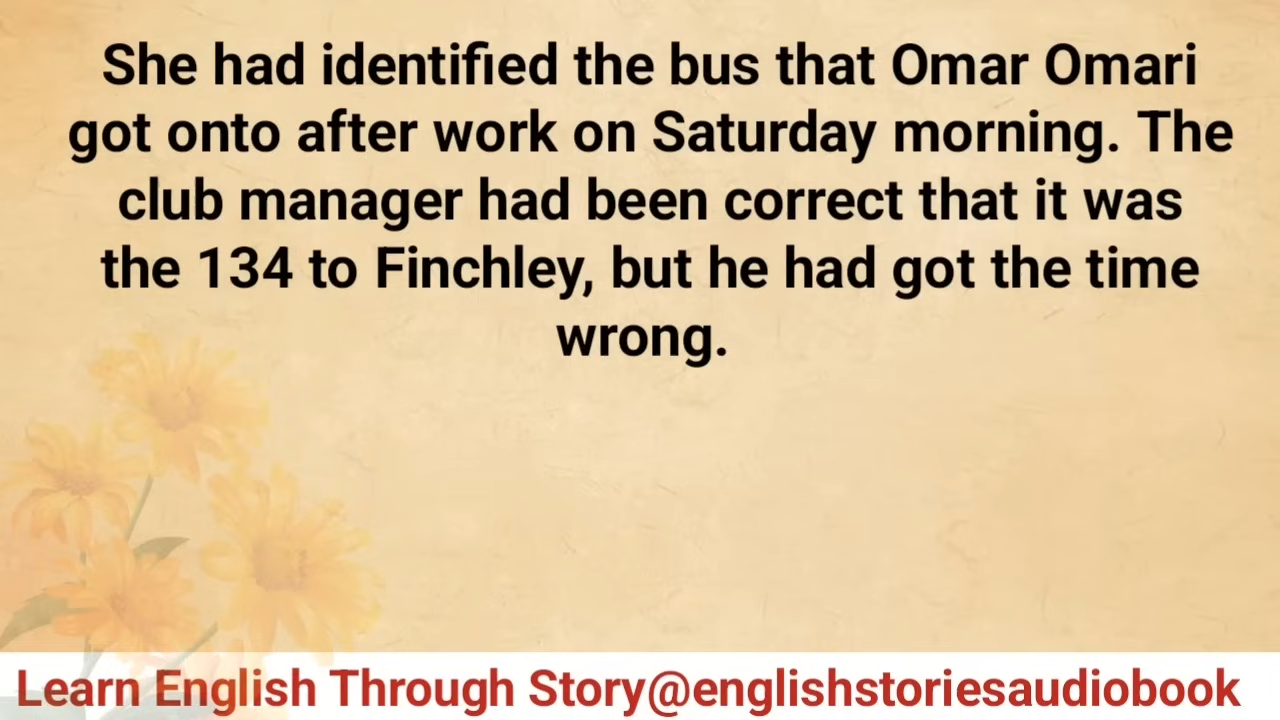 She had identified the bus that Omar Omari
got onto after work on Saturday morning. The
club manager had been correct that it was
the 134 to Finchley, but he had got the time
wrong.
Learn English Through Story@englishstoriesaudiobook